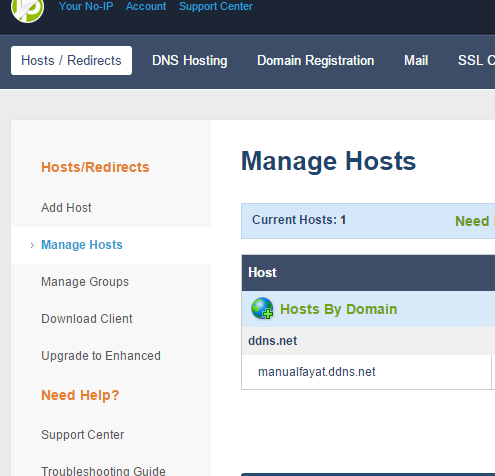 Your No-IP Account Support Center
Hosts / Redirects DNS Hosting Domain Registration Mail SSL C
Hosts/Redirects
Add Host
Manage Hosts
Manage Groups
Download Client
Upgrade to Enhanced
Need Help?
Support Center
Troubleshooting Guide
Manage Hosts
Current Hosts: 1 Need
Host
Hosts By Domain
ddns.net
manualfayat.ddns.net